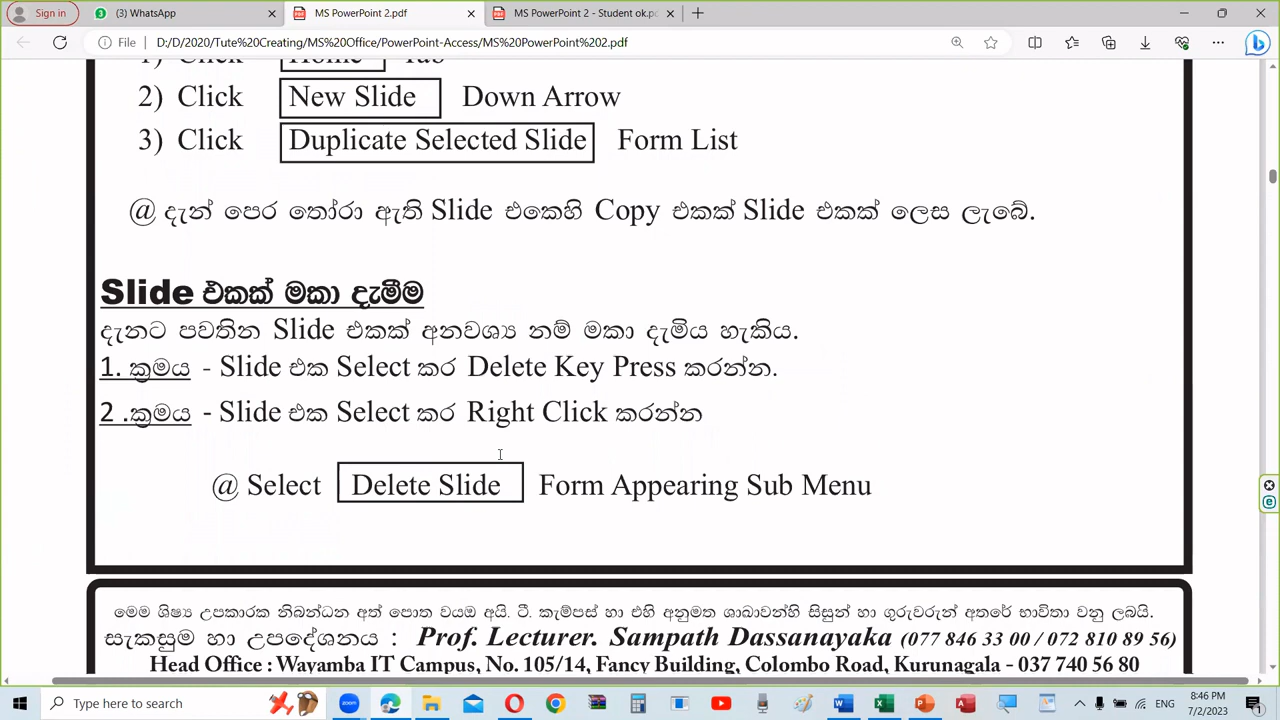 Sign in
(3) WhatsApp
MS PowerPoint 2.pdf
MS PowerPoint 2 - Student ok.pc
File
D:/D/2020/Tute%20Creating/MS%20Office/PowerPoint-Access/MS%20PowerPoint%202.pdf
1) Click Home Tab
2) Click New Slide Down Arrow
3) Click Duplicate Selected Slide Form List
@ දැන් පෙර තෝරා ඇති Slide එකෙහි Copy එකක් Slide එකක් ලෙස ලැබේ.
Slide එකක් මකා දැමීම
දැනට පවතින Slide එකක් අනවශ්‍ය නම් මකා දැමිය හැකිය.
1. ක්‍රමය - Slide එක Select කර Delete Key Press කරන්න.
2 .ක්‍රමය - Slide එක Select කර Right Click කරන්න
@ Select Delete Slide Form Appearing Sub Menu
මෙම ශිෂ්‍ය උපකාරක නිබන්ධන අත් පොත වයඹ අයි. ටී. කැම්පස් හා එහි අනුමත ශාඛාවන්හි සිසුන් හා ගුරුවරුන් අතරේ භාවිතා වනු ලබයි.
සැකසුම හා උපදේශනය : Prof. Lecturer. Sampath Dassanayaka (077 846 33 00 / 072 810 89 56)
Head Office : Wayamba IT Campus, No. 105/14, Fancy Building, Colombo Road, Kurunagala - 037 740 56 80
Type here to search
zoom
ENG
8:46 PM
7/2/2023